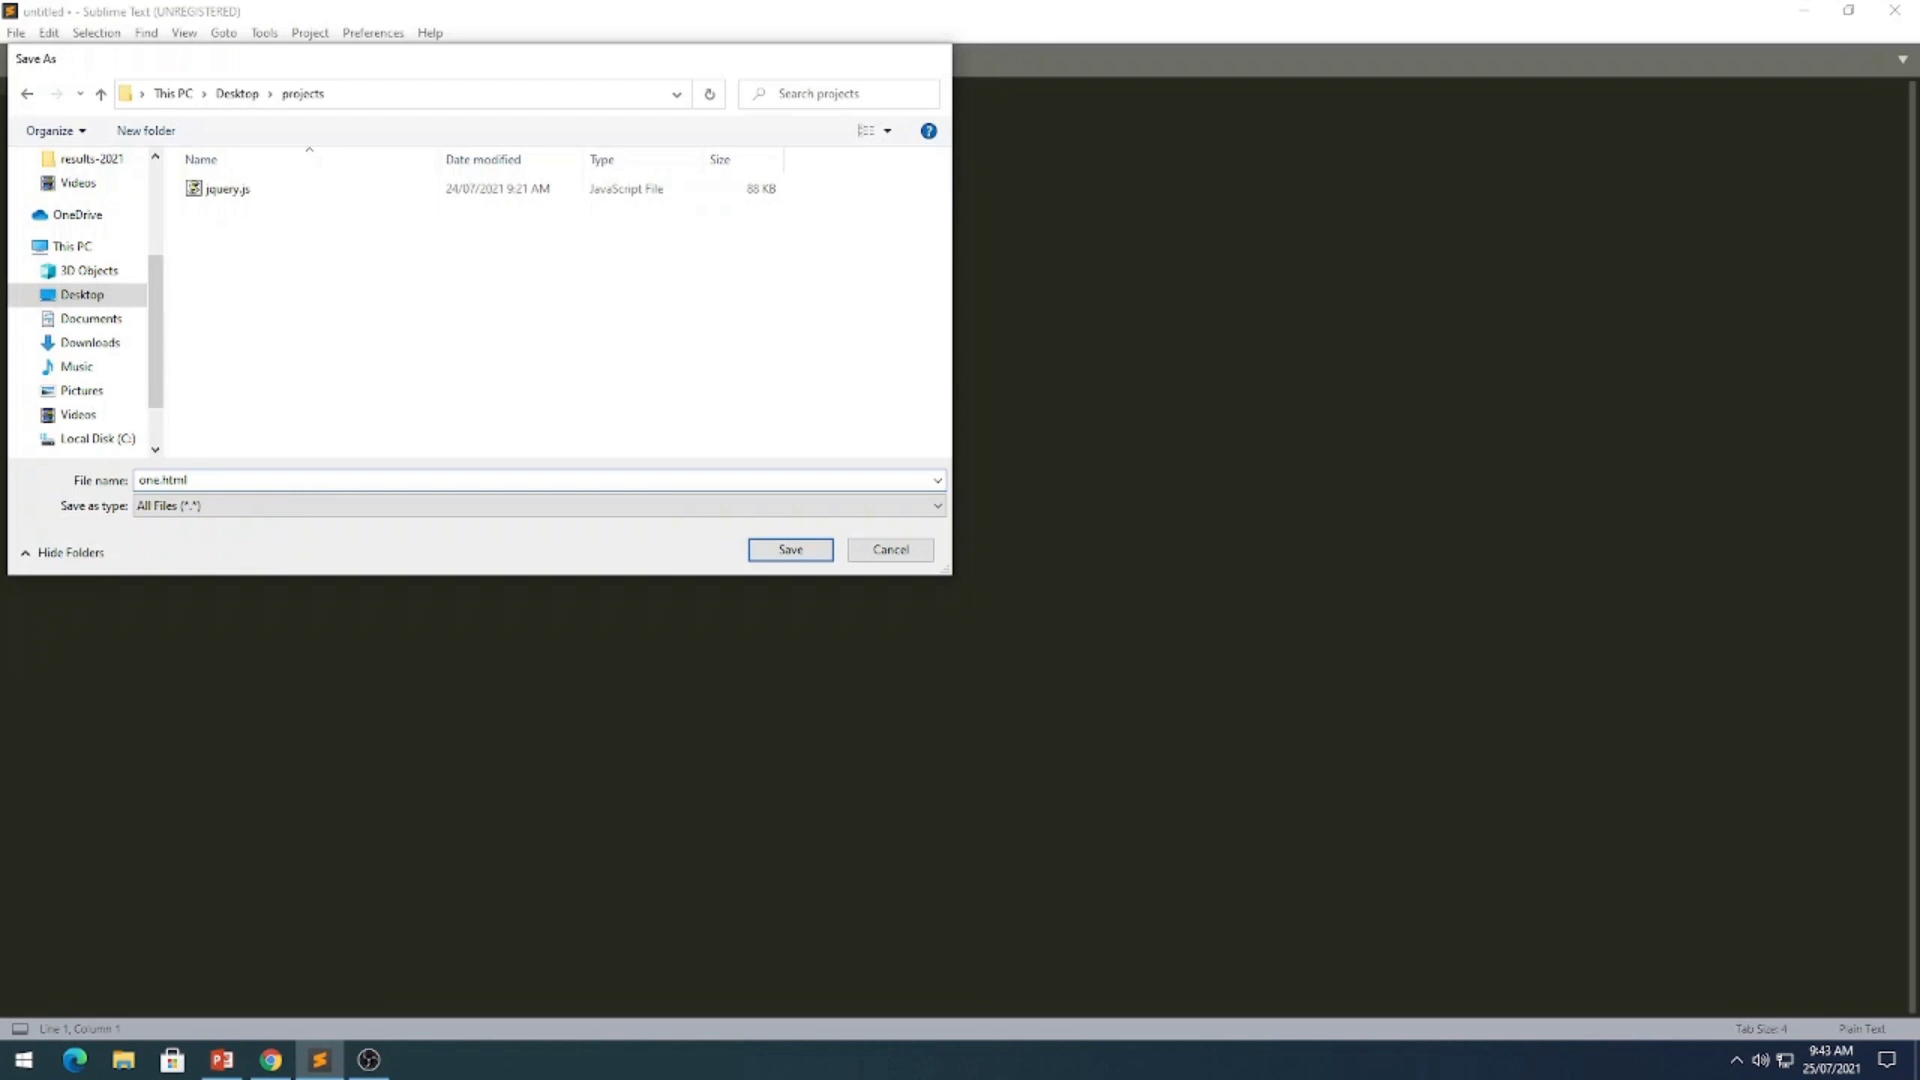 untitled • - Sublime Text (UNREGISTERED)
File Edit Selection Find View Goto Tools Project Preferences Help
Save As
This PC › Desktop › projects
Search projects
Organize New folder
Name Date modified Type Size
jquery.js 24/07/2021 9:21 AM JavaScript File 88 KB
results-2021
Videos
OneDrive
This PC
3D Objects
Desktop
Documents
Downloads
Music
Pictures
Videos
Local Disk (C:)
File name: one.html
Save as type: All Files (*.*)
Hide Folders
Save Cancel
Line 1, Column 1
Tab Size: 4 Plain Text
9:43 AM
25/07/2021